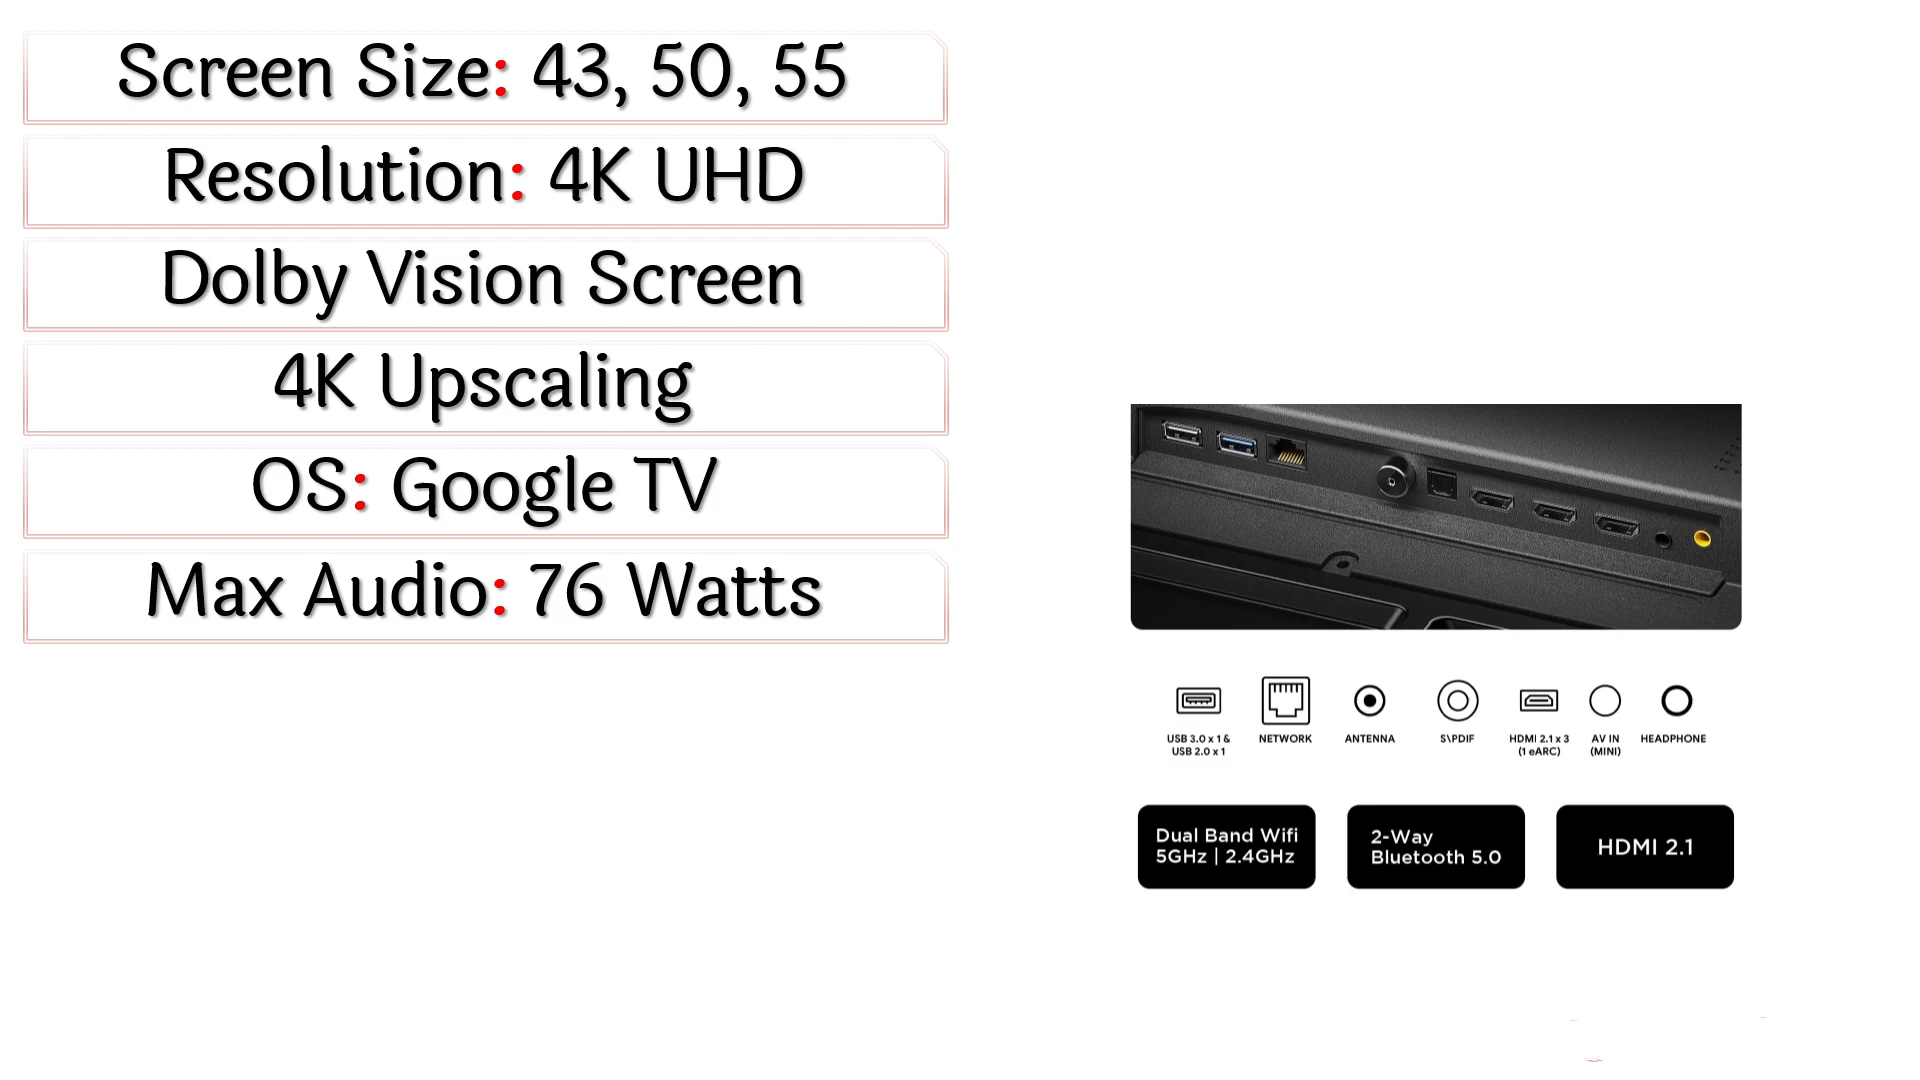 Screen Size: 43, 50, 55
Resolution: 4K UHD
Dolby Vision Screen
4K Upscaling
OS: Google TV
Max Audio: 76 Watts
USB 3.0 x 1 &
USB 2.0 x 1
NETWORK
ANTENNA
S\PDIF
HDMI 2.1 x 3
(1 eARC)
AV IN
(MINI)
HEADPHONE
Dual Band Wifi
5GHz | 2.4GHz
2-Way
Bluetooth 5.0
HDMI 2.1